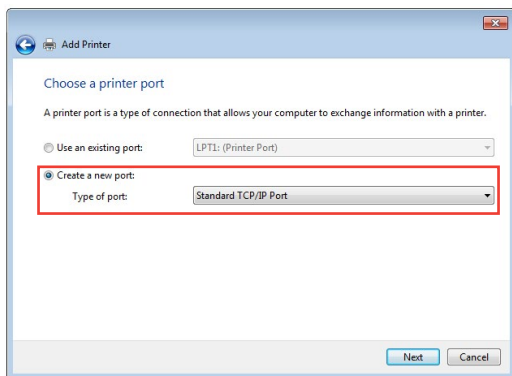 Add Printer
Choose a printer port
A printer port is a type of connection that allows your computer to exchange information with a printer.
Use an existing port: LPT1: (Printer Port)
Create a new port:
Type of port: Standard TCP/IP Port
Next Cancel